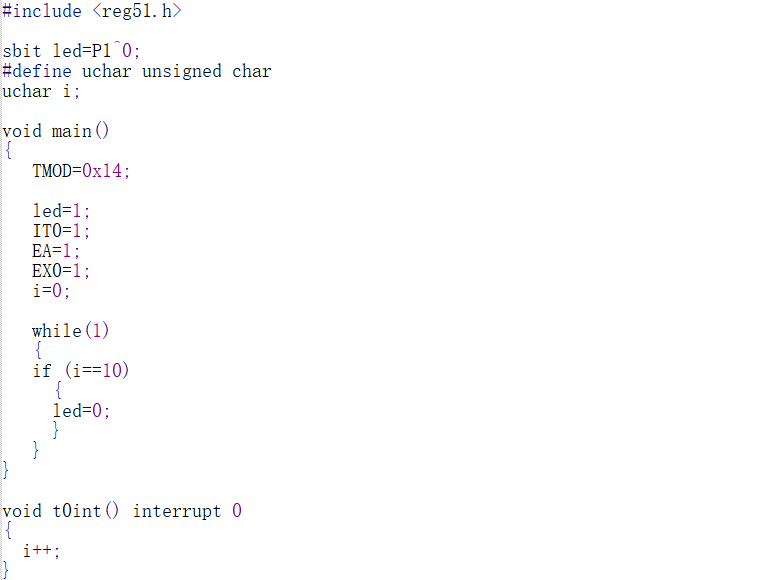 #include <reg51.h>
sbit led=P1^0;
#define uchar unsigned char
uchar i;
void main()
{
TMOD=0x14;
led=1;
IT0=1;
EA=1;
EX0=1;
i=0;
while(1)
{
if (i==10)
{
led=0;
}
}
}
void t0int() interrupt 0
{
i++;
}